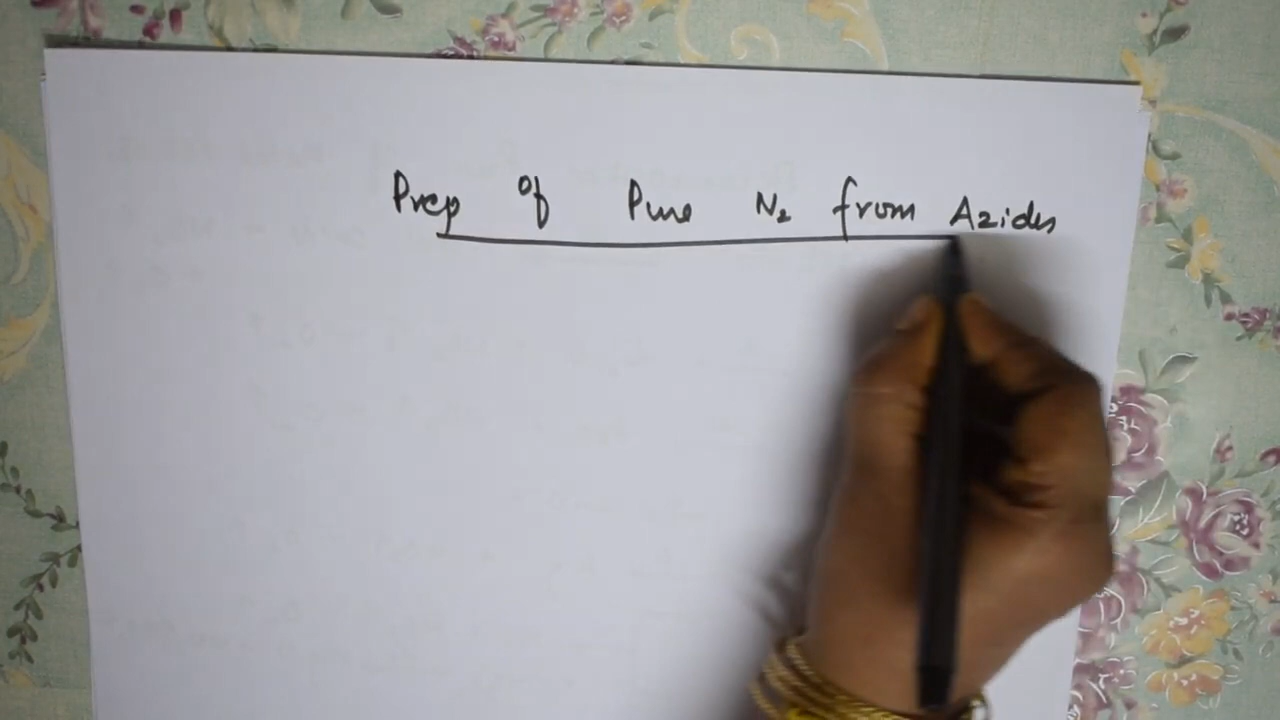 Prep of Pure N₂ from Azides